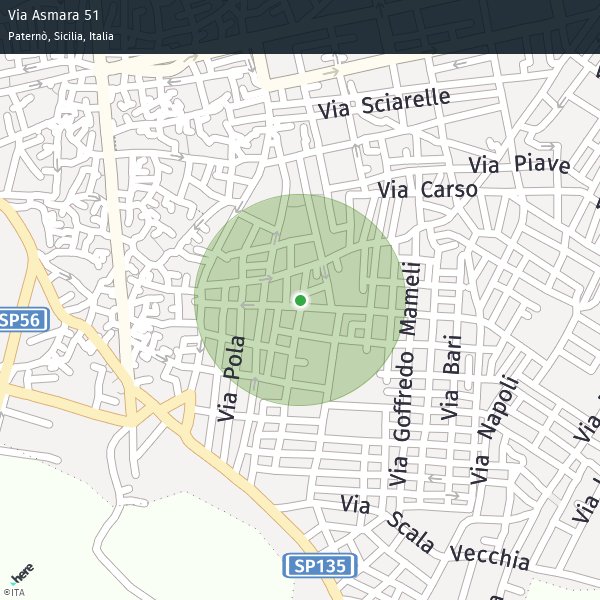 Via Asmara 51
Paternò, Sicilia, Italia
Via Sciarelle
Via Piave
Via Carso
Via Goffredo Mameli
SP56
Via Pola
Via Bari
Via Napoli
Via
Via
Via Scala Vecchia
SP135
here
©ITA